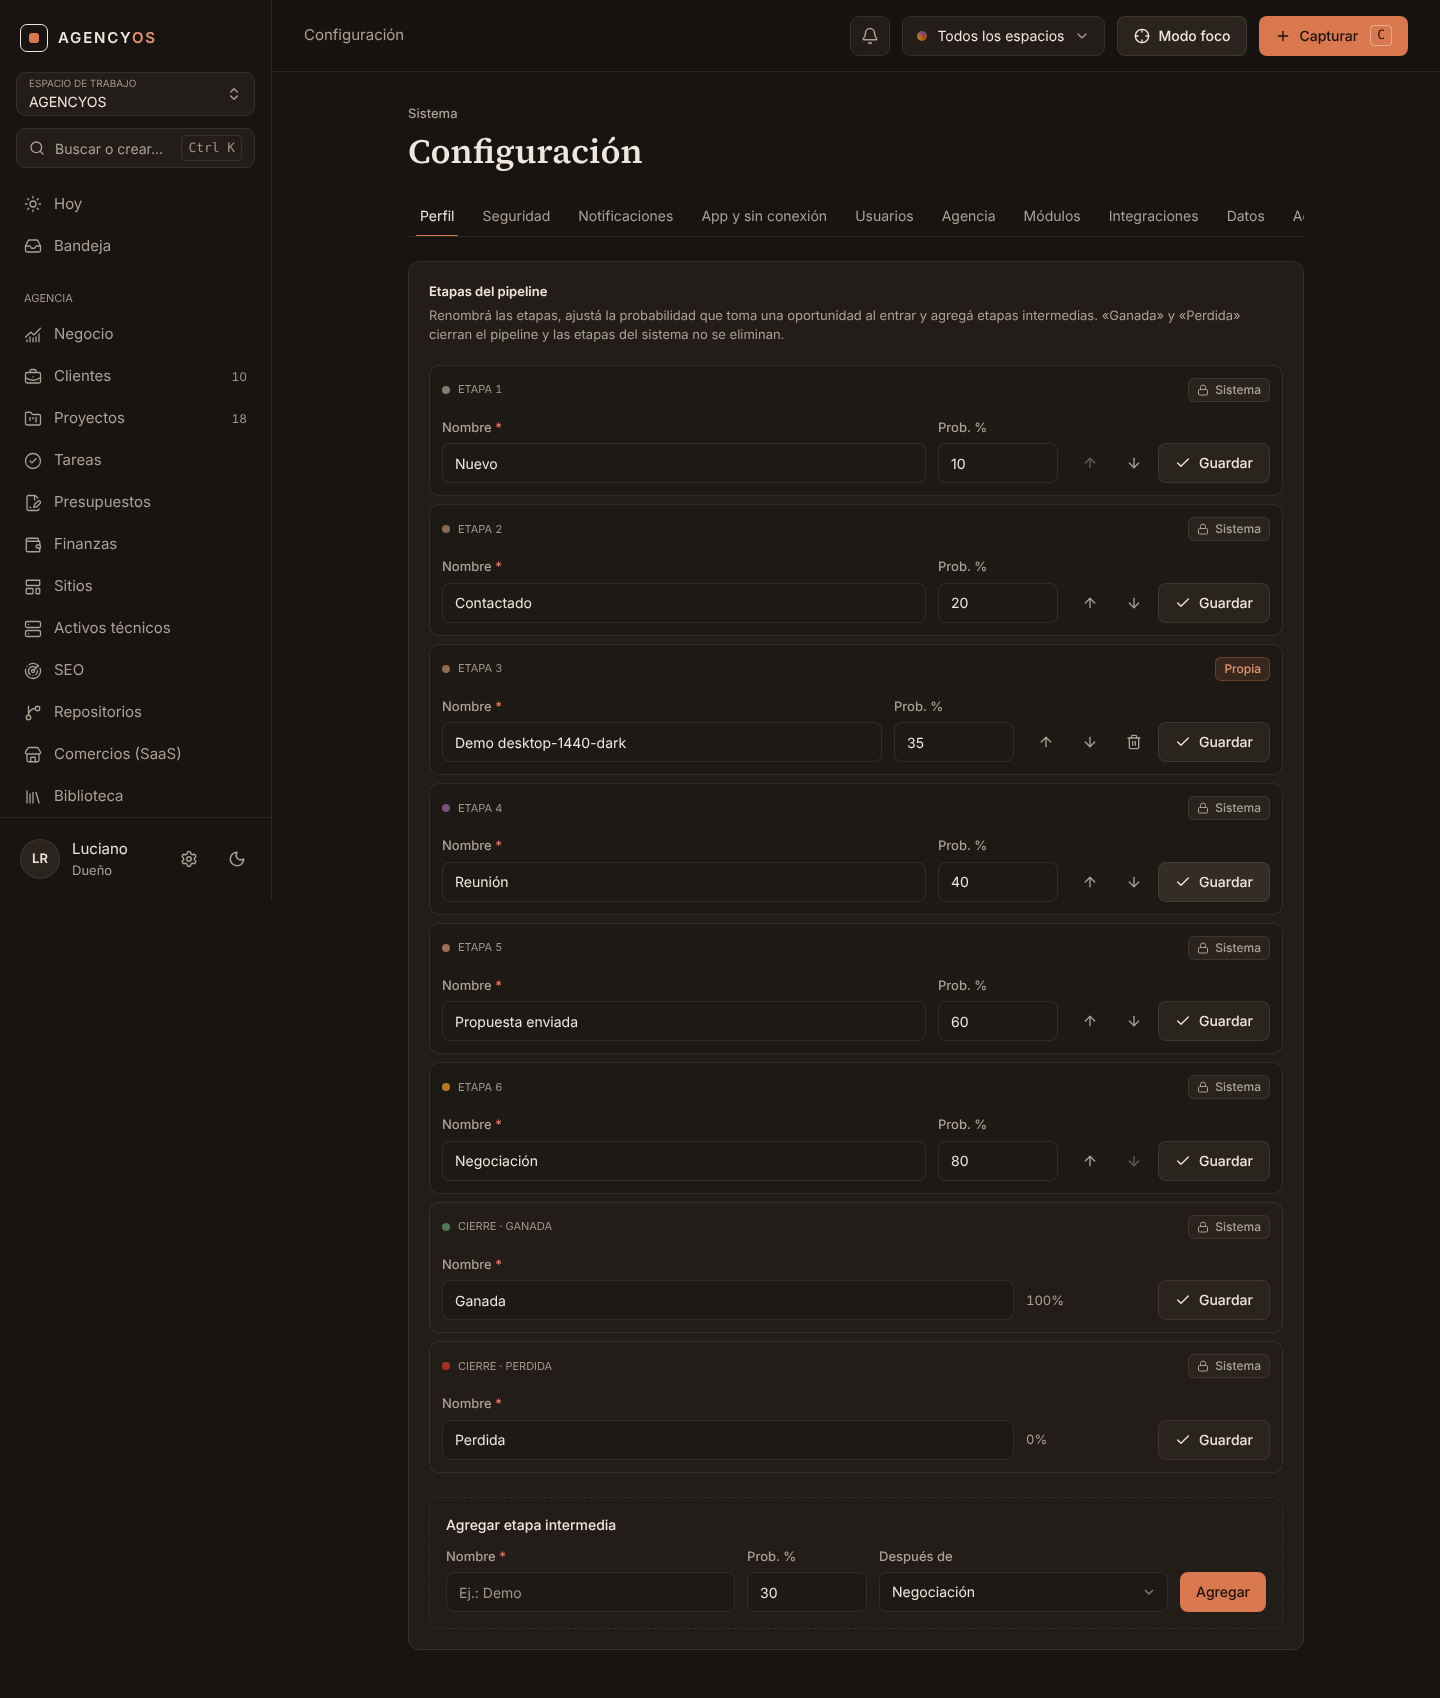 AGENCYOS
ESPACIO DE TRABAJO
AGENCYOS
Buscar o crear... Ctrl K
Hoy
Bandeja
AGENCIA
Negocio
Clientes 10
Proyectos 18
Tareas
Presupuestos
Finanzas
Sitios
Activos técnicos
SEO
Repositorios
Comercios (SaaS)
Biblioteca
LR Luciano
Dueño
Configuración
Todos los espacios
Modo foco
Capturar C
Sistema
Configuración
Perfil Seguridad Notificaciones App y sin conexión Usuarios Agencia Módulos Integraciones Datos
Etapas del pipeline
Renombrá las etapas, ajustá la probabilidad que toma una oportunidad al entrar y agregá etapas intermedias. «Ganada» y «Perdida»
cierran el pipeline y las etapas del sistema no se eliminan.
ETAPA 1 Sistema
Nombre * Prob. %
Nuevo 10 Guardar
ETAPA 2 Sistema
Nombre * Prob. %
Contactado 20 Guardar
ETAPA 3 Propia
Nombre * Prob. %
Demo desktop-1440-dark 35 Guardar
ETAPA 4 Sistema
Nombre * Prob. %
Reunión 40 Guardar
ETAPA 5 Sistema
Nombre * Prob. %
Propuesta enviada 60 Guardar
ETAPA 6 Sistema
Nombre * Prob. %
Negociación 80 Guardar
CIERRE · GANADA Sistema
Nombre *
Ganada 100% Guardar
CIERRE · PERDIDA Sistema
Nombre *
Perdida 0% Guardar
Agregar etapa intermedia
Nombre * Prob. % Después de
Ej.: Demo 30 Negociación Agregar